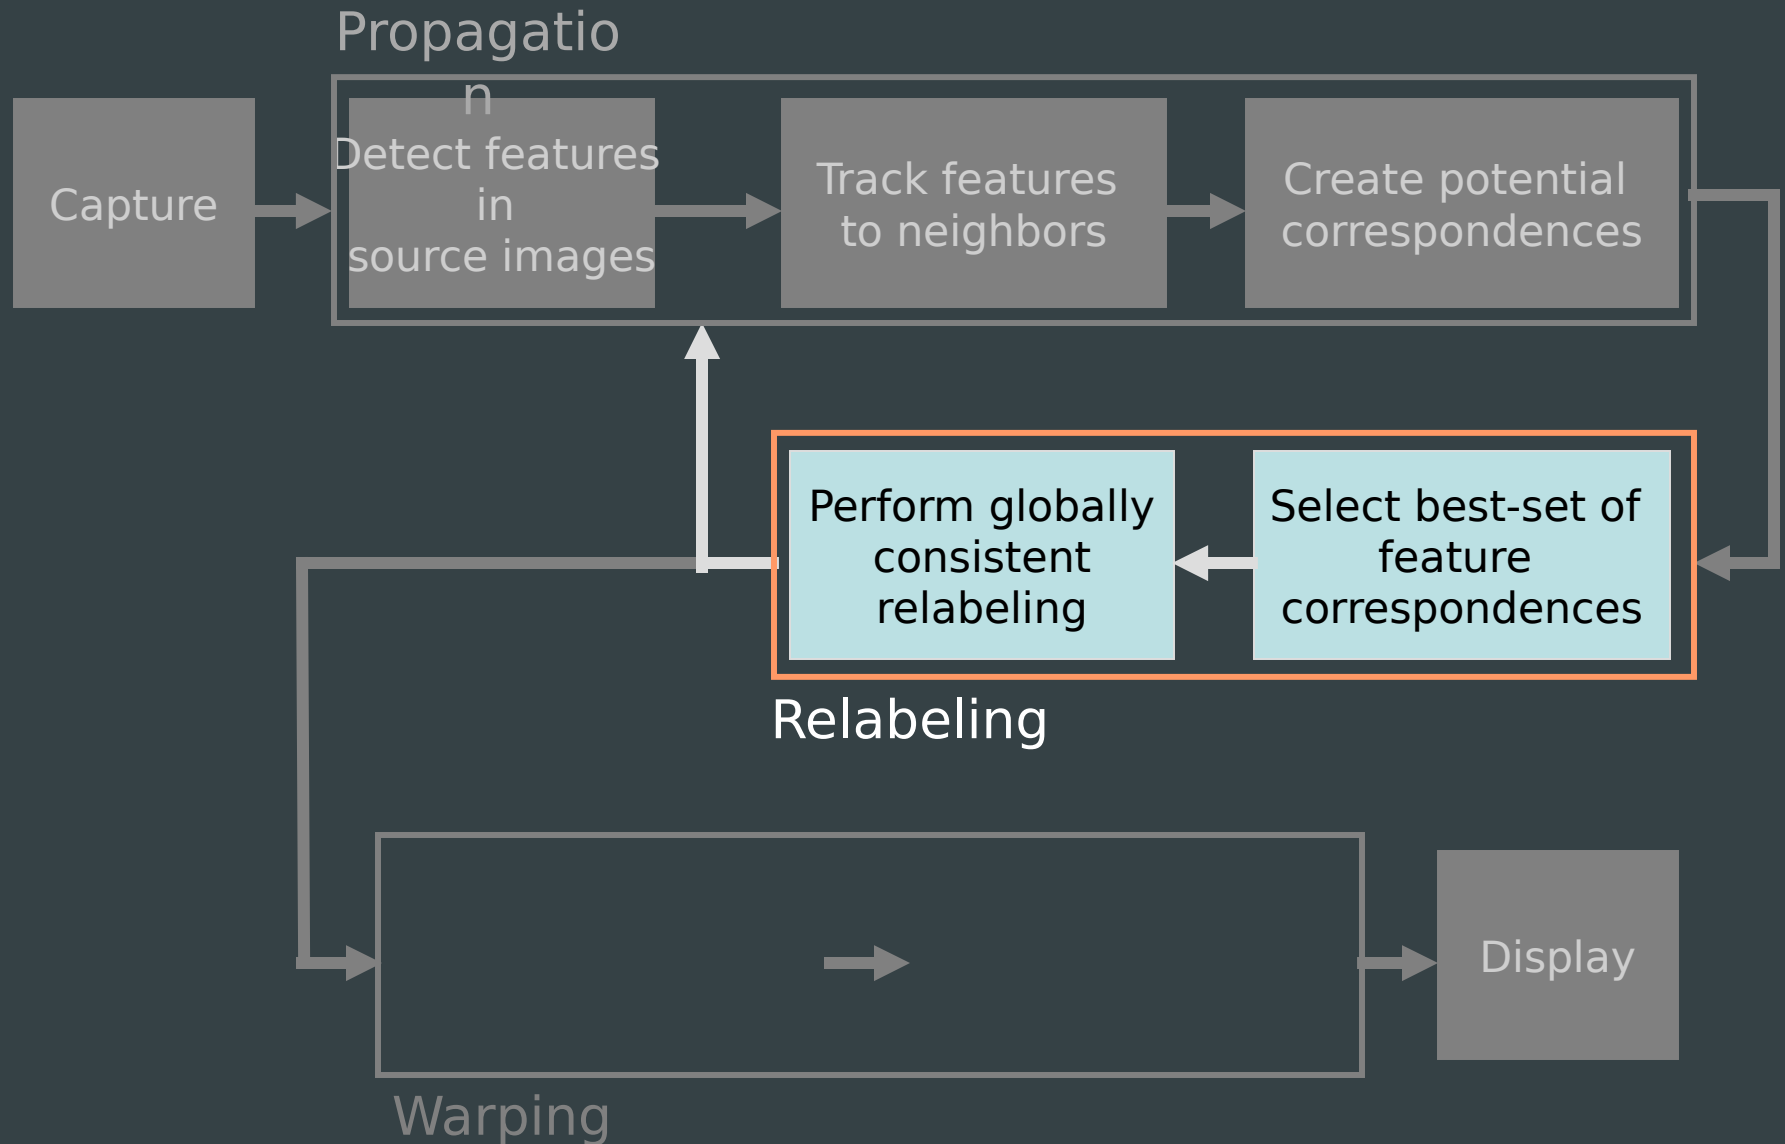 Propagatio
n
Capture
Detect features
in
source images
Track features
to neighbors
Create potential
correspondences
Perform globally
consistent
relabeling
Select best-set of
feature
correspondences
Relabeling
Display
Warping